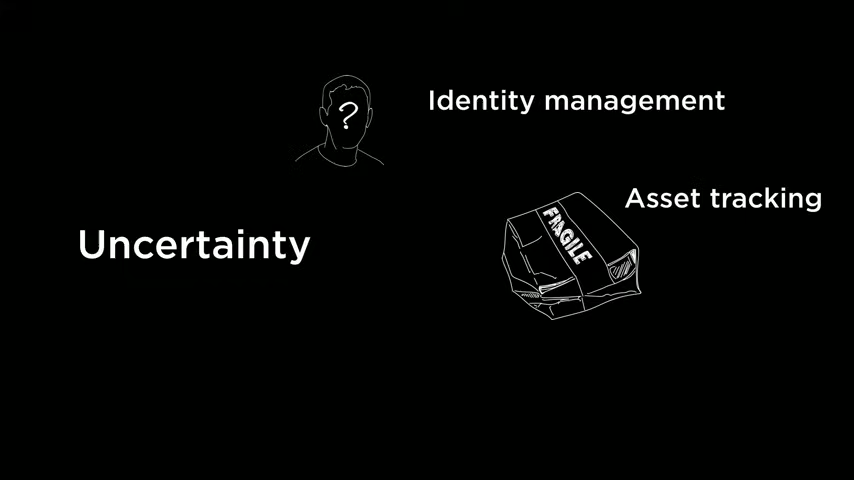 ?
Identity management
Asset tracking
FRAGILE
Uncertainty